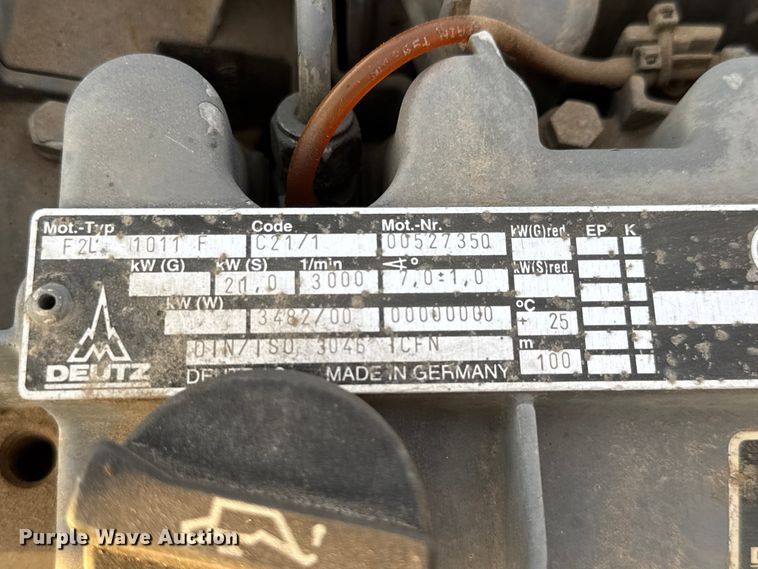 Mot.-Typ Code Mot.-Nr. kW(G)red. EP K
F2L 1011 F C21/1 00527350
kW (G) kW (S) 1/min kW(S)red.
21,0 3000 7,0±1,0
kW (W) °C
3482/00 00000000 + 25
DIN/ISO 3046 ICFN m
100
DEUTZ DEUTZ MADE IN GERMANY
Purple Wave Auction